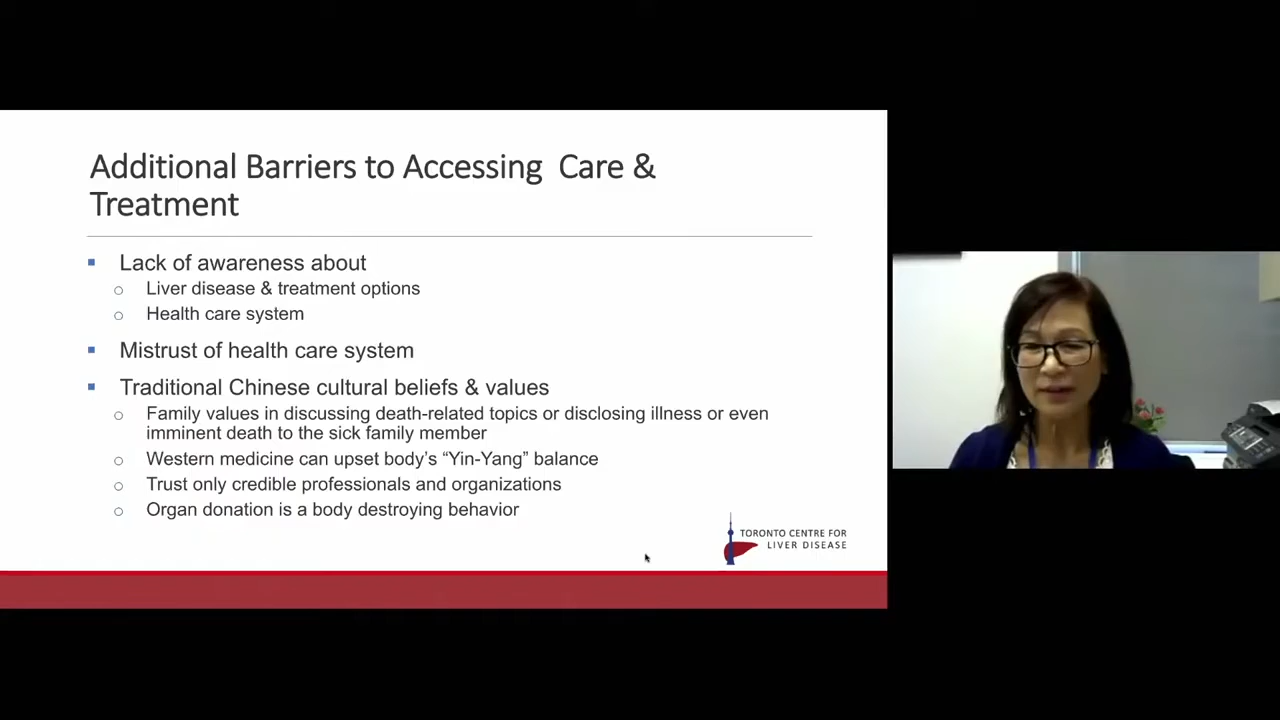 Additional Barriers to Accessing Care &
Treatment
Lack of awareness about
Liver disease & treatment options
Health care system
Mistrust of health care system
Traditional Chinese cultural beliefs & values
Family values in discussing death-related topics or disclosing illness or even
imminent death to the sick family member
Western medicine can upset body’s “Yin-Yang” balance
Trust only credible professionals and organizations
Organ donation is a body destroying behavior
TORONTO CENTRE FOR
LIVER DISEASE